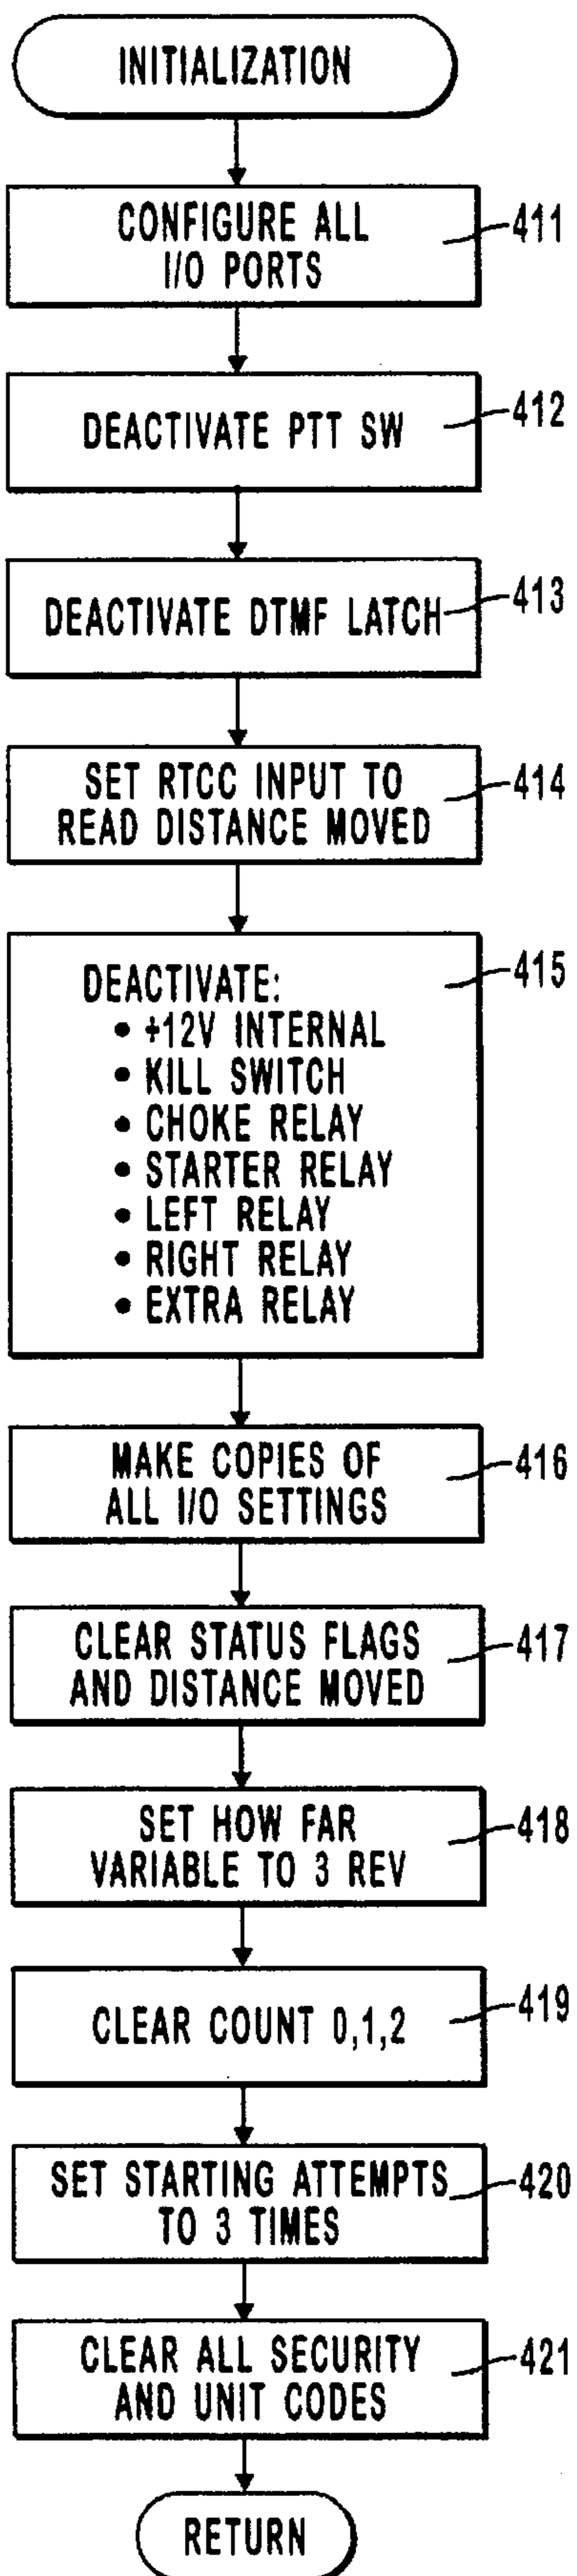 INITIALIZATION
CONFIGURE ALL
I/O PORTS
411
DEACTIVATE PTT SW
412
DEACTIVATE DTMF LATCH
413
SET RTCC INPUT TO
READ DISTANCE MOVED
414
DEACTIVATE:
• +12V INTERNAL
• KILL SWITCH
• CHOKE RELAY
• STARTER RELAY
• LEFT RELAY
• RIGHT RELAY
• EXTRA RELAY
415
MAKE COPIES OF
ALL I/O SETTINGS
416
CLEAR STATUS FLAGS
AND DISTANCE MOVED
417
SET HOW FAR
VARIABLE TO 3 REV
418
CLEAR COUNT 0,1,2
419
SET STARTING ATTEMPTS
TO 3 TIMES
420
CLEAR ALL SECURITY
AND UNIT CODES
421
RETURN